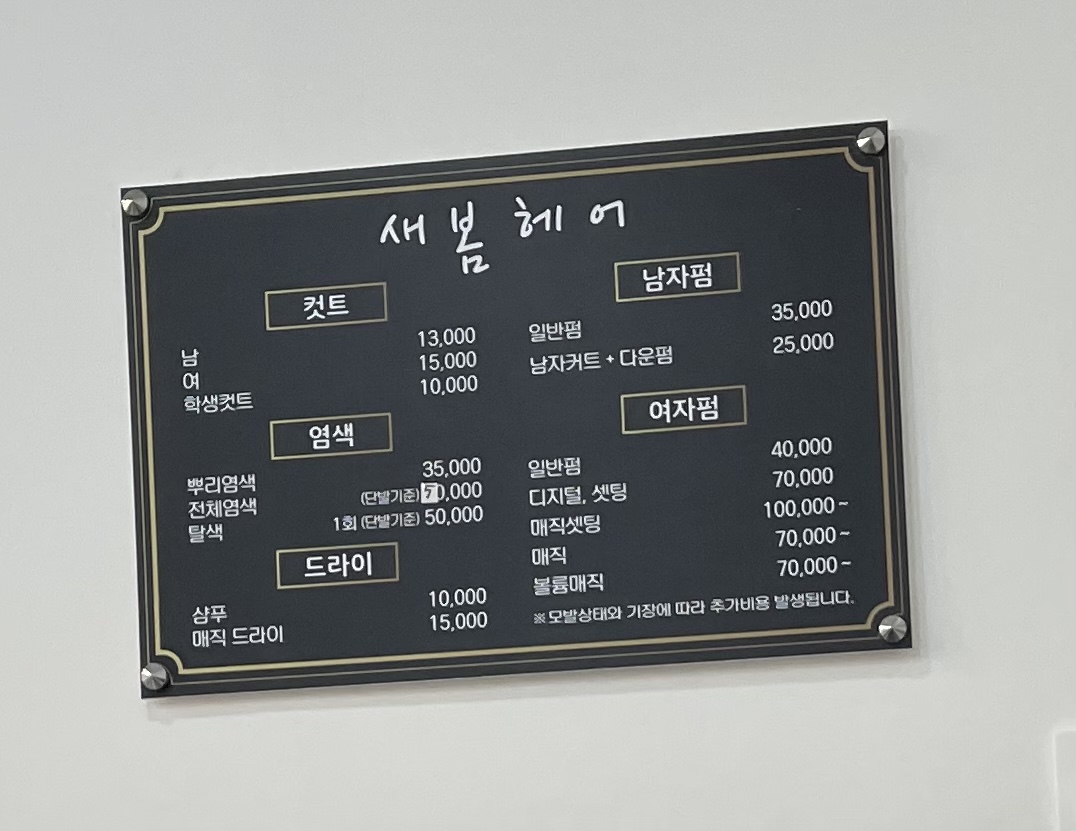 새봄헤어
컷트
남 13,000
여 15,000
학생컷트 10,000
염색
뿌리염색 35,000
전체염색 (단발기준) 70,000
탈색 1회 (단발기준) 50,000
드라이
샴푸 10,000
매직 드라이 15,000
남자펌
일반펌 35,000
남자커트 + 다운펌 25,000
여자펌
일반펌 40,000
디지털, 셋팅 70,000
매직셋팅 100,000~
매직 70,000~
볼륨매직 70,000~
※모발상태와 기장에 따라 추가비용 발생됩니다.